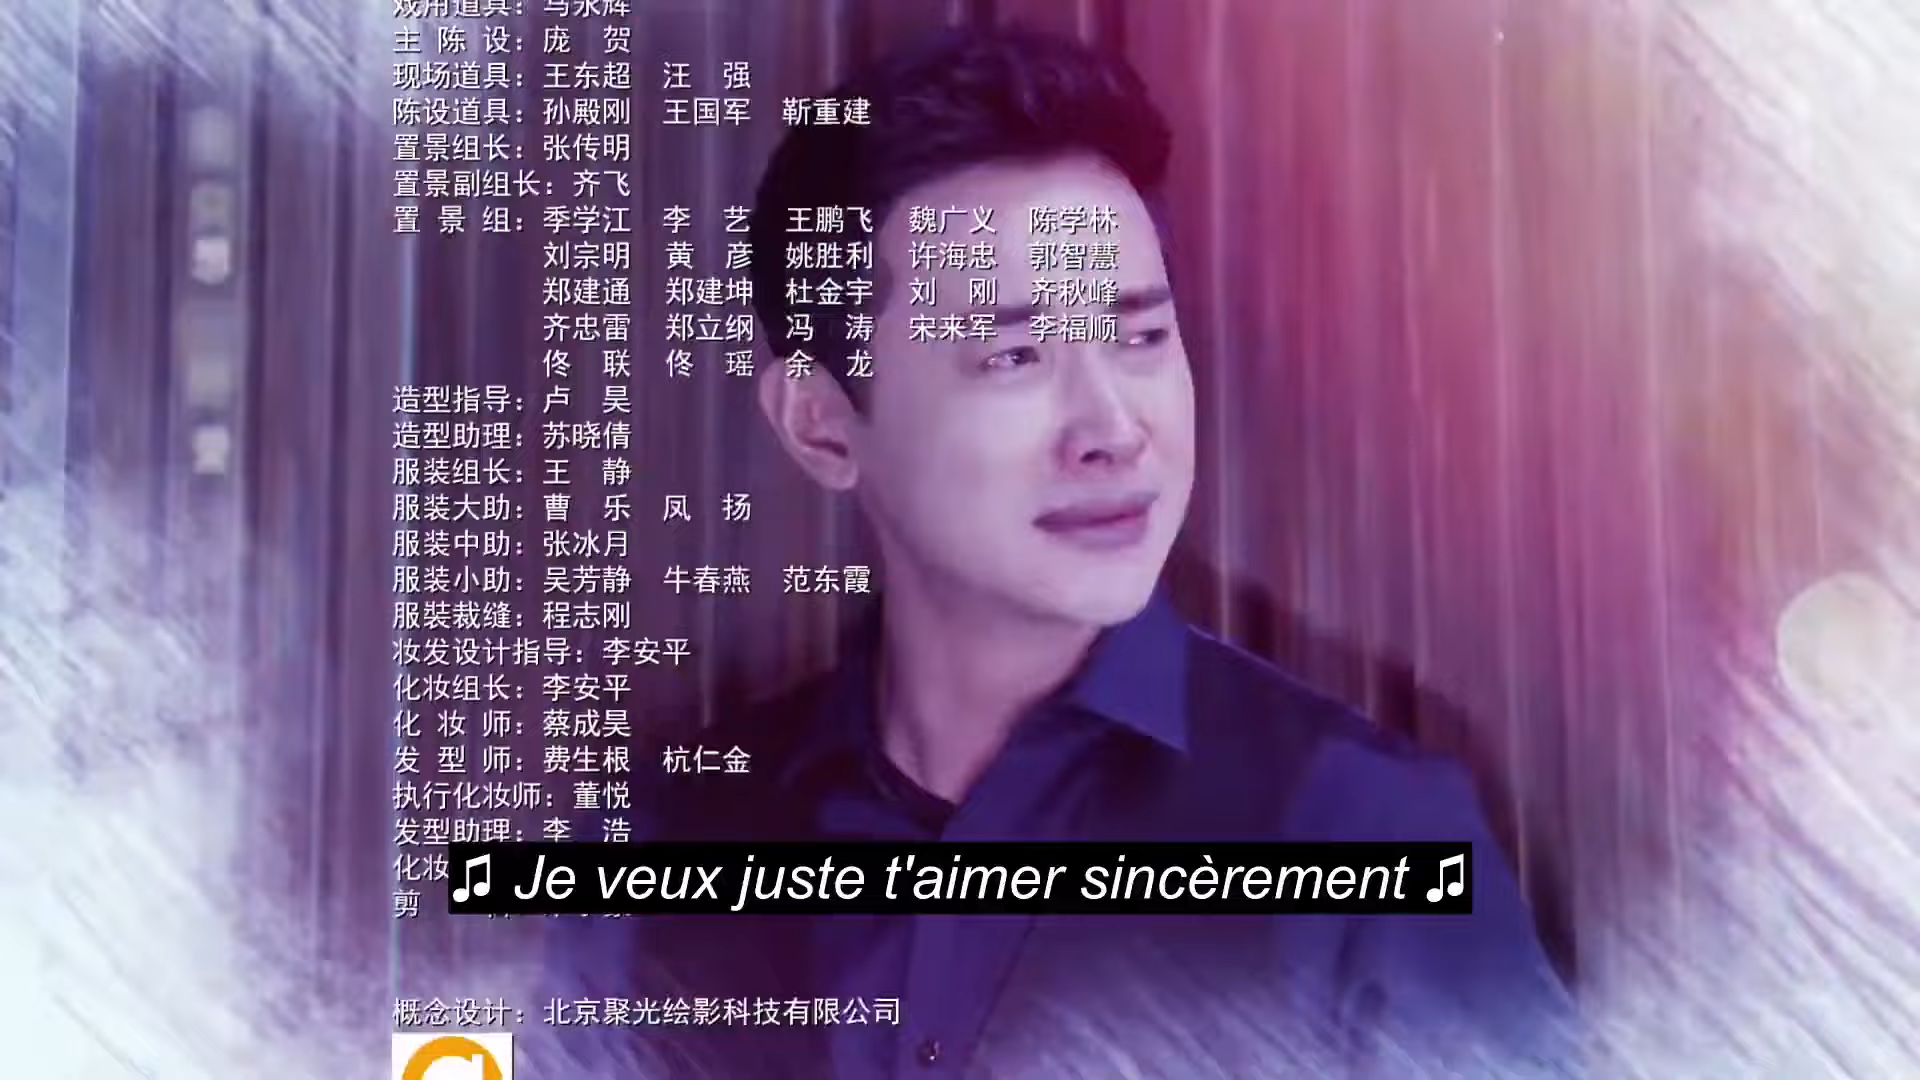 戏用道具：马永辉
主 陈 设：庞 贺
现场道具：王东超 汪 强
陈设道具：孙殿刚 王国军 靳重建
置景组长：张传明
置景副组长：齐飞
置 景 组：季学江 李 艺 王鹏飞 魏广义 陈学林
刘宗明 黄 彦 姚胜利 许海忠 郭智慧
郑建通 郑建坤 杜金宇 刘 刚 齐秋峰
齐忠雷 郑立纲 冯 涛 宋来军 李福顺
佟 联 佟 瑶 余 龙
造型指导：卢 昊
造型助理：苏晓倩
服装组长：王 静
服装大助：曹 乐 凤 扬
服装中助：张冰月
服装小助：吴芳静 牛春燕 范东霞
服装裁缝：程志刚
妆发设计指导：李安平
化妆组长：李安平
化 妆 师：蔡成昊
发 型 师：费生根 杭仁金
执行化妆师：董悦
发型助理：李 浩
化妆
♫ Je veux juste t'aimer sincèrement ♫
剪
概念设计：北京聚光绘影科技有限公司